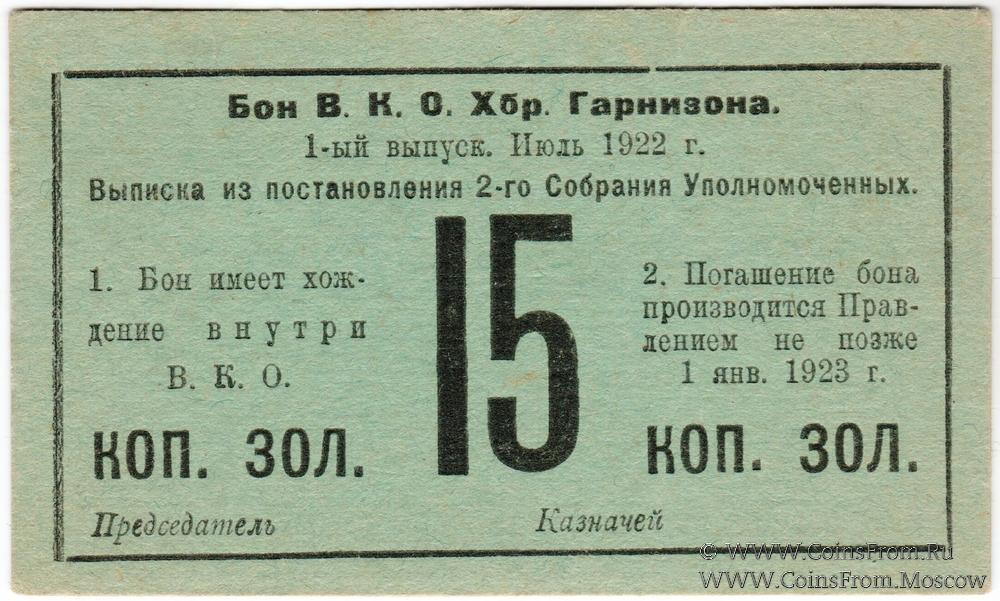 Бон В. К. О. Хбр. Гарнизона.
1-ый выпуск. Июль 1922 г.
Выписка из постановления 2-го Собрания Уполномоченных.
1. Бон имеет хож-
дение внутри
В. К. О.
15
2. Погашение бона
производится Прав-
лением не позже
1 янв. 1923 г.
КОП. ЗОЛ.
КОП. ЗОЛ.
Председатель
Казначей
© WWW.CoinsFrom.Ru
WWW.CoinsFrom.Moscow